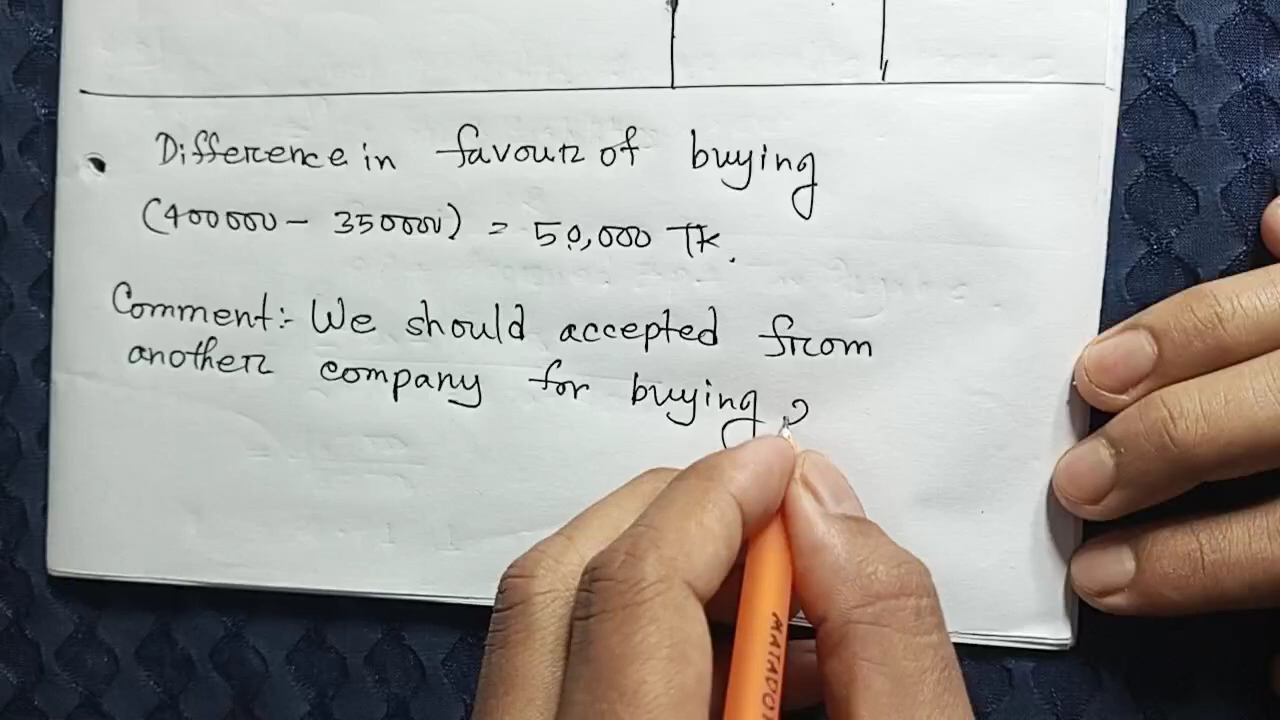 Difference in favour of buying
(400000 - 350000) = 50,000 TK.
Comment:- We should accepted from
another company for buying
MATADOR